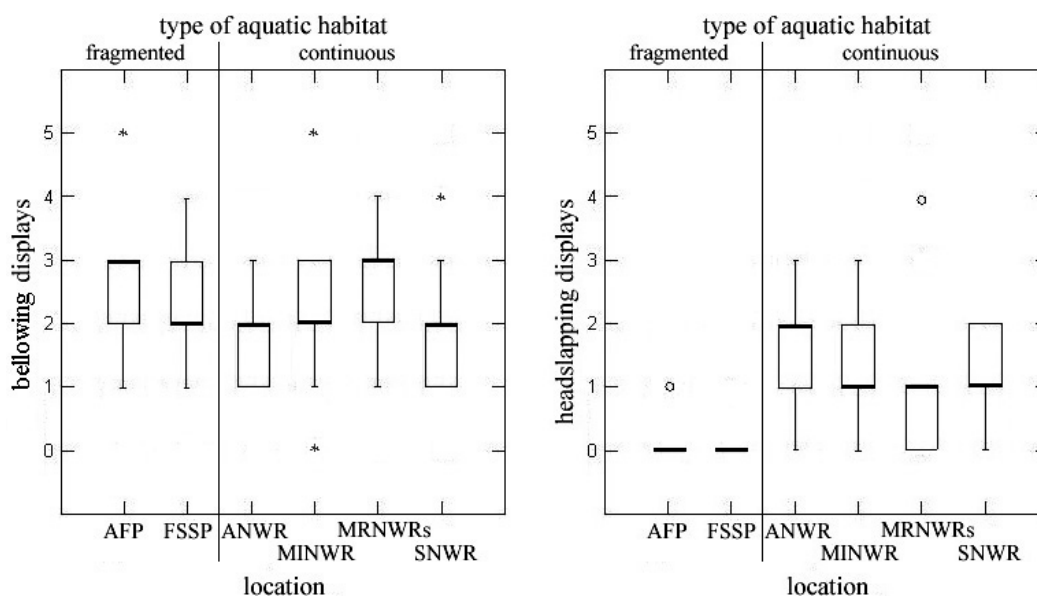 type of aquatic habitat
fragmented continuous
5
4
3
2
1
0
bellowing displays
AFP FSSP ANWR MRNWRs
MINWR SNWR
location
type of aquatic habitat
fragmented continuous
5
4
3
2
1
0
headslapping displays
AFP FSSP ANWR MRNWRs
MINWR SNWR
location